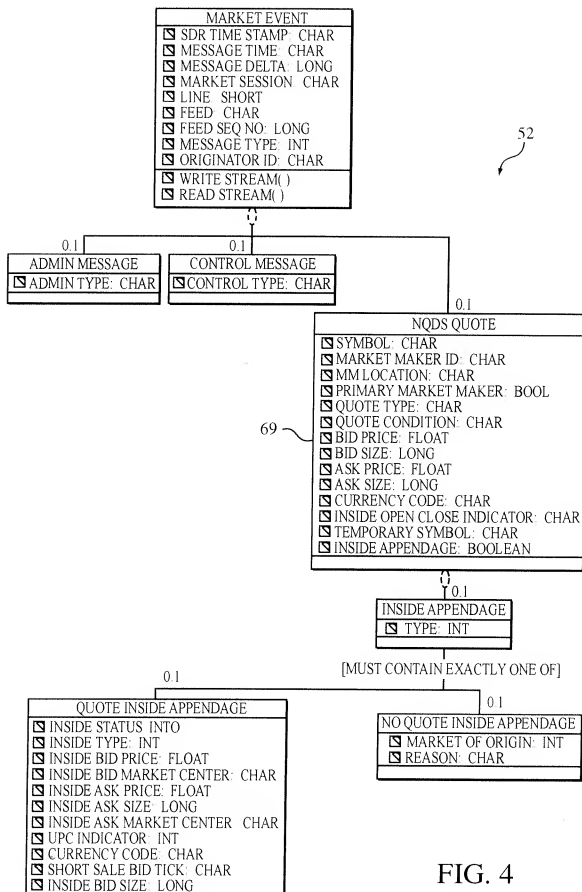 MARKET EVENT
SDR TIME STAMP: CHAR
MESSAGE TIME: CHAR
MESSAGE DELTA: LONG
MARKET SESSION CHAR
LINE SHORT
FEED: CHAR
FEED SEQ NO: LONG
MESSAGE TYPE: INT
ORIGINATOR ID: CHAR
WRITE STREAM( )
READ STREAM( )
52
0.1
0.1
0.1
ADMIN MESSAGE
ADMIN TYPE: CHAR
CONTROL MESSAGE
CONTROL TYPE: CHAR
NQDS QUOTE
SYMBOL: CHAR
MARKET MAKER ID: CHAR
MM LOCATION: CHAR
PRIMARY MARKET MAKER: BOOL
QUOTE TYPE: CHAR
QUOTE CONDITION: CHAR
BID PRICE: FLOAT
BID SIZE: LONG
ASK PRICE: FLOAT
ASK SIZE: LONG
CURRENCY CODE: CHAR
INSIDE OPEN CLOSE INDICATOR: CHAR
TEMPORARY SYMBOL: CHAR
INSIDE APPENDAGE: BOOLEAN
69
0.1
INSIDE APPENDAGE
TYPE: INT
[MUST CONTAIN EXACTLY ONE OF]
0.1
0.1
QUOTE INSIDE APPENDAGE
INSIDE STATUS INTO
INSIDE TYPE: INT
INSIDE BID PRICE: FLOAT
INSIDE BID MARKET CENTER: CHAR
INSIDE ASK PRICE: FLOAT
INSIDE ASK SIZE: LONG
INSIDE ASK MARKET CENTER CHAR
UPC INDICATOR: INT
CURRENCY CODE: CHAR
SHORT SALE BID TICK: CHAR
INSIDE BID SIZE: LONG
NO QUOTE INSIDE APPENDAGE
MARKET OF ORIGIN: INT
REASON: CHAR
FIG. 4